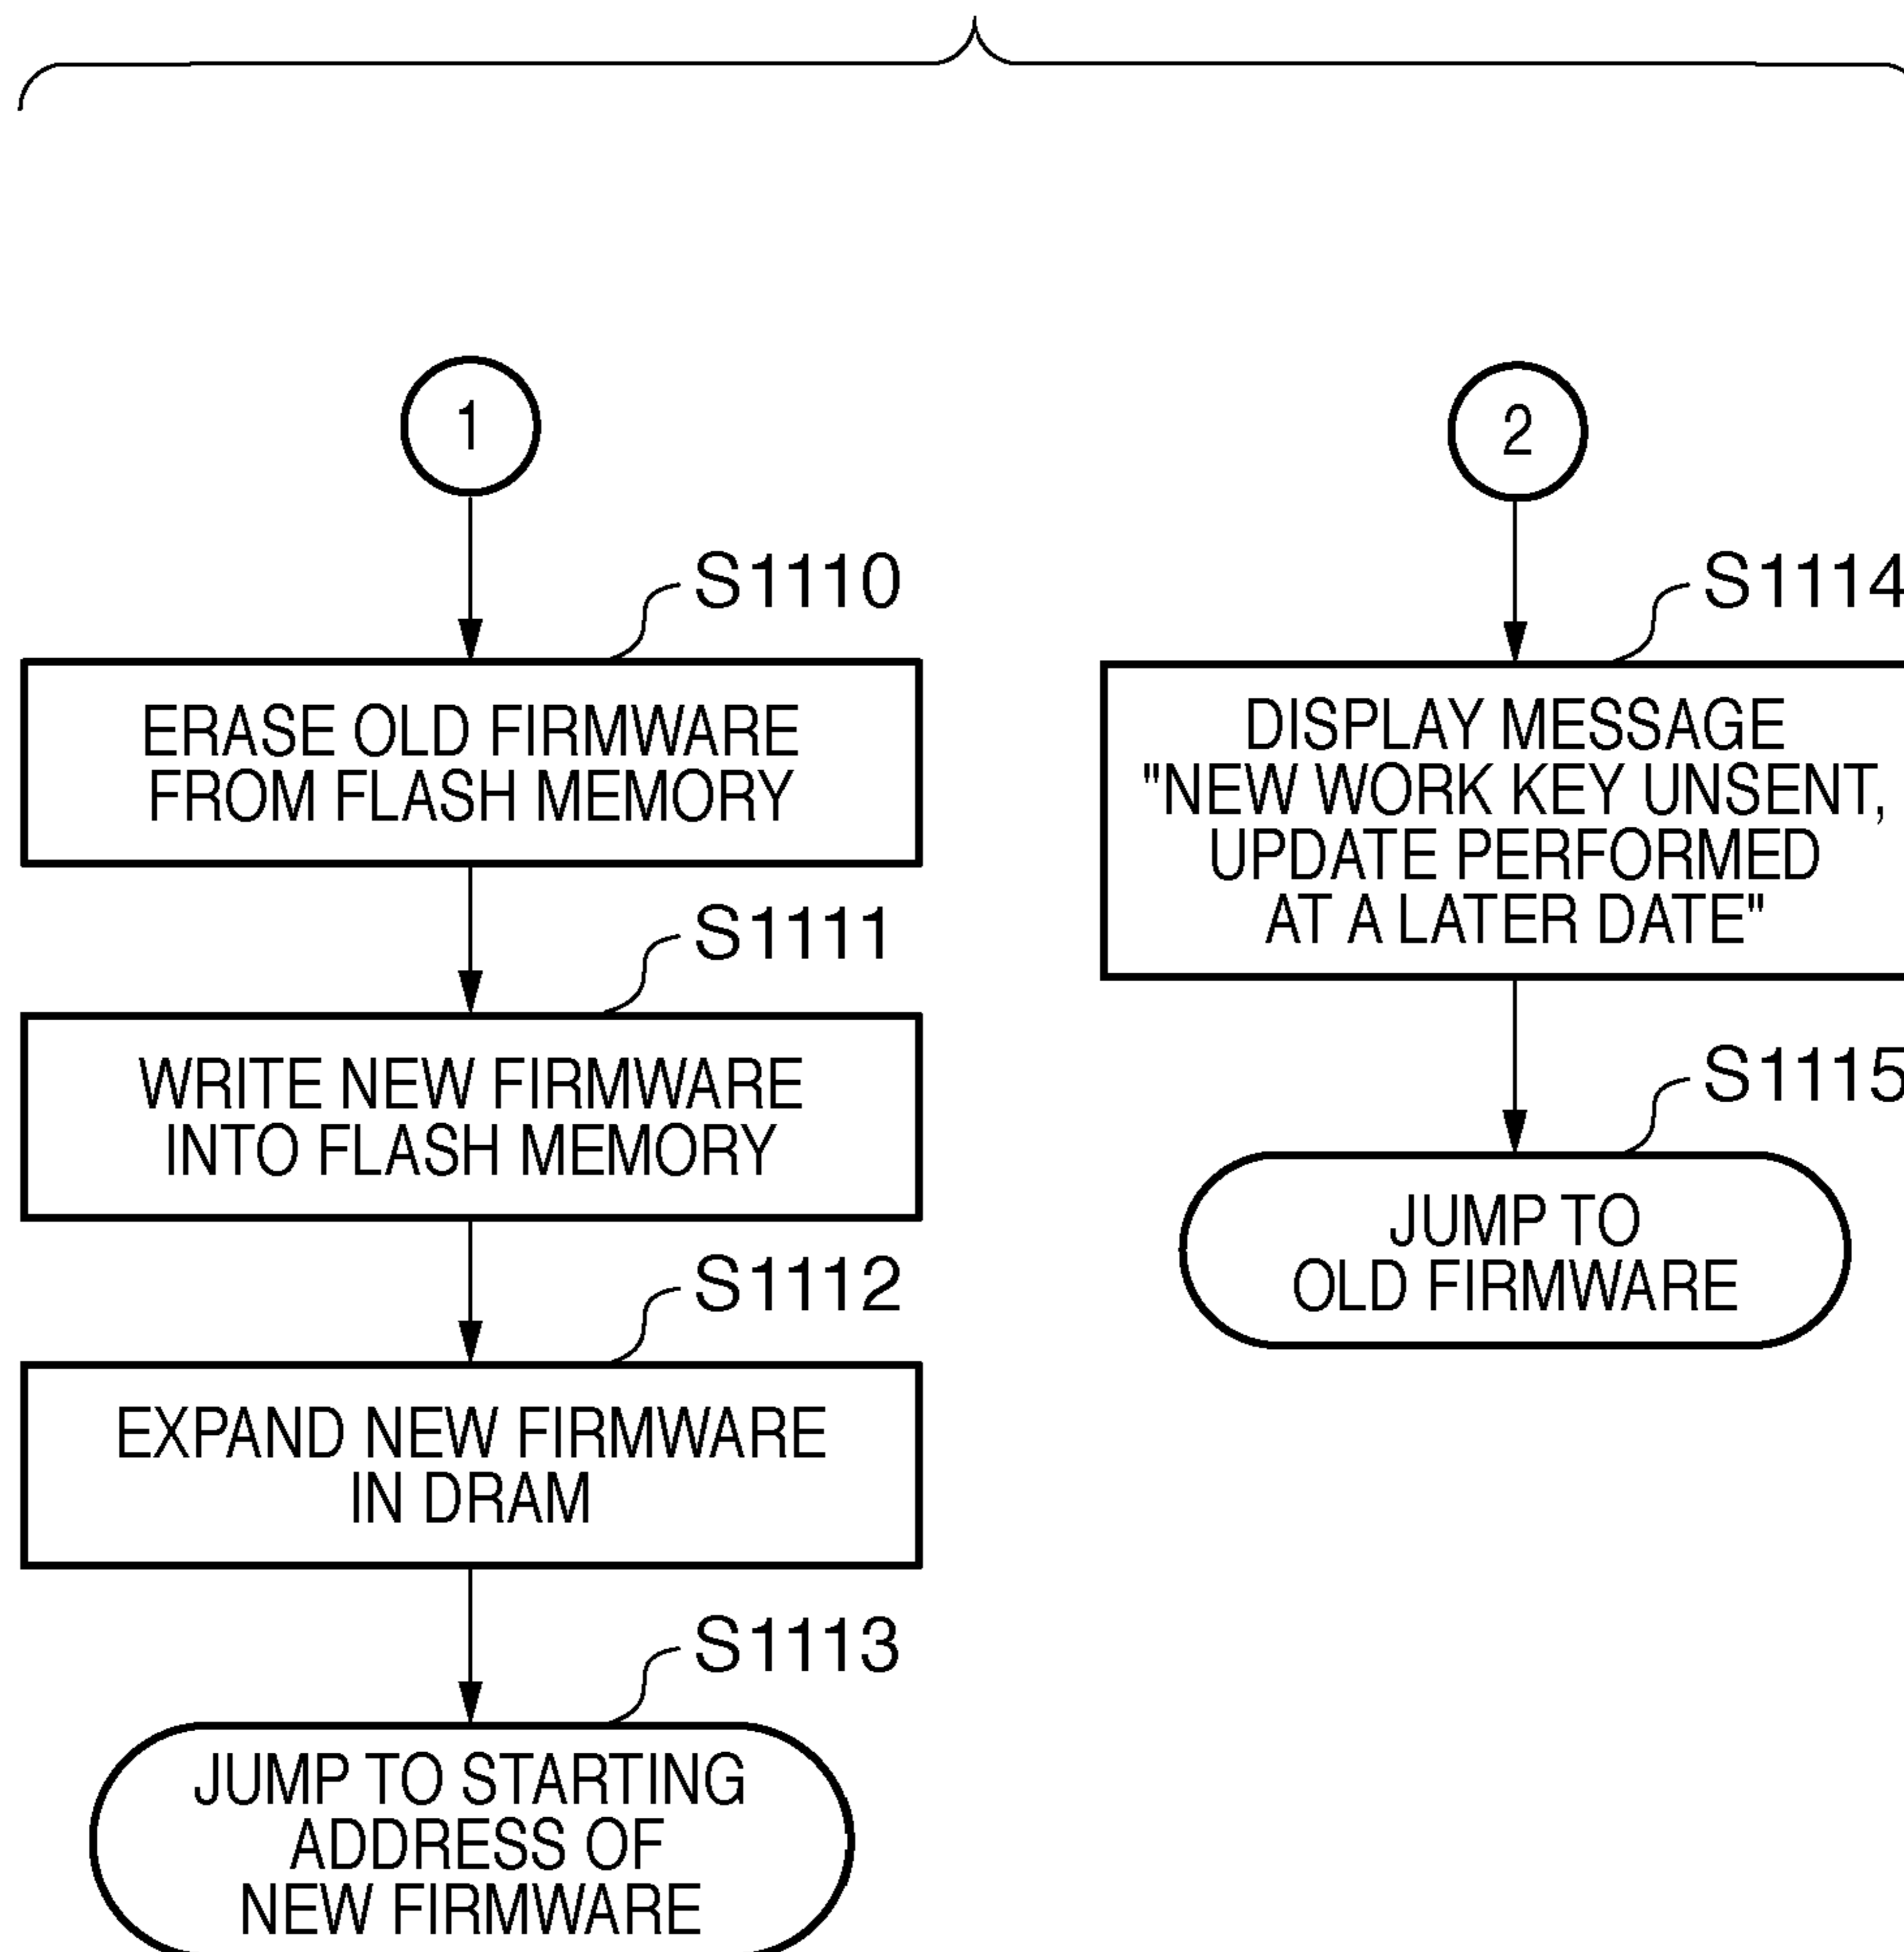 1
S1110
ERASE OLD FIRMWARE
FROM FLASH MEMORY
S1111
WRITE NEW FIRMWARE
INTO FLASH MEMORY
S1112
EXPAND NEW FIRMWARE
IN DRAM
S1113
JUMP TO STARTING
ADDRESS OF
NEW FIRMWARE
2
S1114
DISPLAY MESSAGE
"NEW WORK KEY UNSENT,
UPDATE PERFORMED
AT A LATER DATE"
S1115
JUMP TO
OLD FIRMWARE